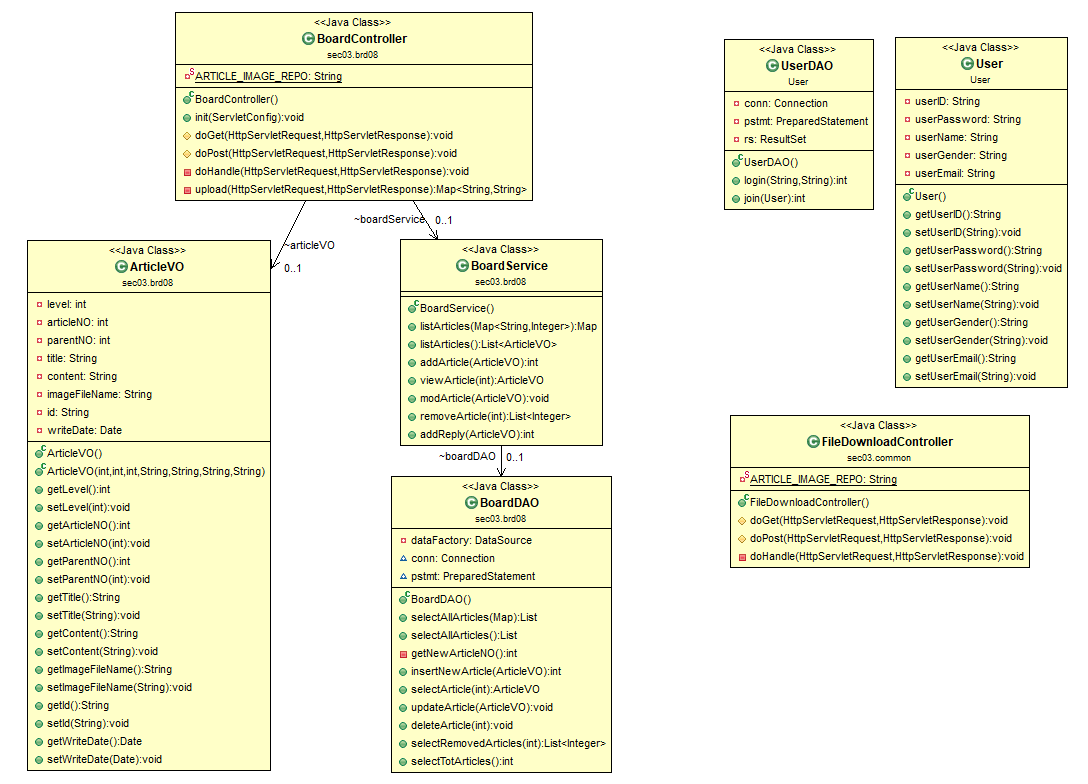 <<Java Class>>
BoardController
sec03.brd08
ARTICLE_IMAGE_REPO: String
BoardController()
init(ServletConfig):void
doGet(HttpServletRequest,HttpServletResponse):void
doPost(HttpServletRequest,HttpServletResponse):void
doHandle(HttpServletRequest,HttpServletResponse):void
upload(HttpServletRequest,HttpServletResponse):Map<String,String>
~articleVO
0..1
~boardService
0..1
<<Java Class>>
ArticleVO
sec03.brd08
level: int
articleNO: int
parentNO: int
title: String
content: String
imageFileName: String
id: String
writeDate: Date
ArticleVO()
ArticleVO(int,int,int,String,String,String,String)
getLevel():int
setLevel(int):void
getArticleNO():int
setArticleNO(int):void
getParentNO():int
setParentNO(int):void
getTitle():String
setTitle(String):void
getContent():String
setContent(String):void
getImageFileName():String
setImageFileName(String):void
getId():String
setId(String):void
getWriteDate():Date
setWriteDate(Date):void
<<Java Class>>
BoardService
sec03.brd08
BoardService()
listArticles(Map<String,Integer>):Map
listArticles():List<ArticleVO>
addArticle(ArticleVO):int
viewArticle(int):ArticleVO
modArticle(ArticleVO):void
removeArticle(int):List<Integer>
addReply(ArticleVO):int
~boardDAO
0..1
<<Java Class>>
BoardDAO
sec03.brd08
dataFactory: DataSource
conn: Connection
pstmt: PreparedStatement
BoardDAO()
selectAllArticles(Map):List
selectAllArticles():List
getNewArticleNO():int
insertNewArticle(ArticleVO):int
selectArticle(int):ArticleVO
updateArticle(ArticleVO):void
deleteArticle(int):void
selectRemovedArticles(int):List<Integer>
selectTotArticles():int
<<Java Class>>
UserDAO
User
conn: Connection
pstmt: PreparedStatement
rs: ResultSet
UserDAO()
login(String,String):int
join(User):int
<<Java Class>>
User
User
userID: String
userPassword: String
userName: String
userGender: String
userEmail: String
User()
getUserID():String
setUserID(String):void
getUserPassword():String
setUserPassword(String):void
getUserName():String
setUserName(String):void
getUserGender():String
setUserGender(String):void
getUserEmail():String
setUserEmail(String):void
<<Java Class>>
FileDownloadController
sec03.common
ARTICLE_IMAGE_REPO: String
FileDownloadController()
doGet(HttpServletRequest,HttpServletResponse):void
doPost(HttpServletRequest,HttpServletResponse):void
doHandle(HttpServletRequest,HttpServletResponse):void